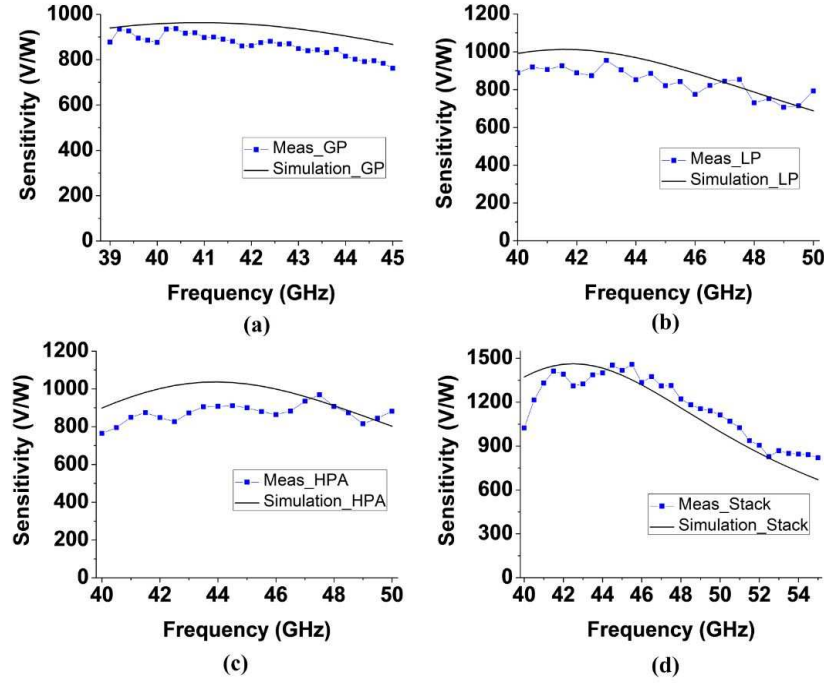 1000
800
600
400
200
0
Sensitivity (V/W)
Meas_GP
Simulation_GP
39 40 41 42 43 44 45
Frequency (GHz)
(a)
1200
1000
800
600
400
200
0
Sensitivity (V/W)
Meas_LP
Simulation_LP
40 42 44 46 48 50
Frequency (GHz)
(b)
1200
1000
800
600
400
200
0
Sensitivity (V/W)
Meas_HPA
Simulation_HPA
40 42 44 46 48 50
Frequency (GHz)
(c)
1500
1200
900
600
300
0
Sensitivity (V/W)
Meas_Stack
Simulation_Stack
40 42 44 46 48 50 52 54
Frequency (GHz)
(d)